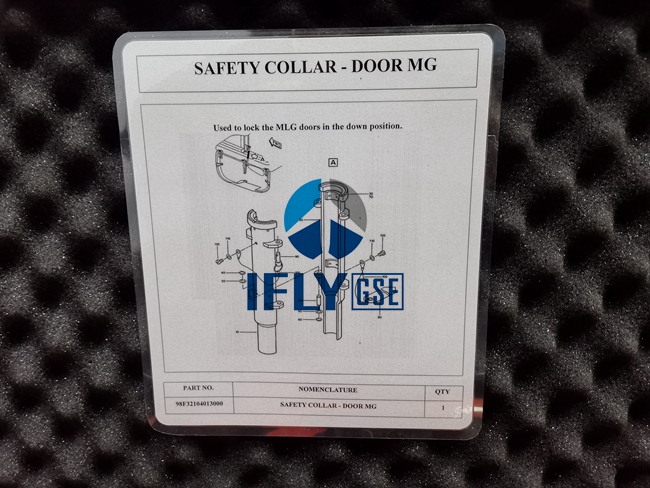 SAFETY COLLAR - DOOR MG
Used to lock the MLG doors in the down position.
A
IFLY GSE
PART NO. NOMENCLATURE QTY
98F32104013000 SAFETY COLLAR - DOOR MG 1